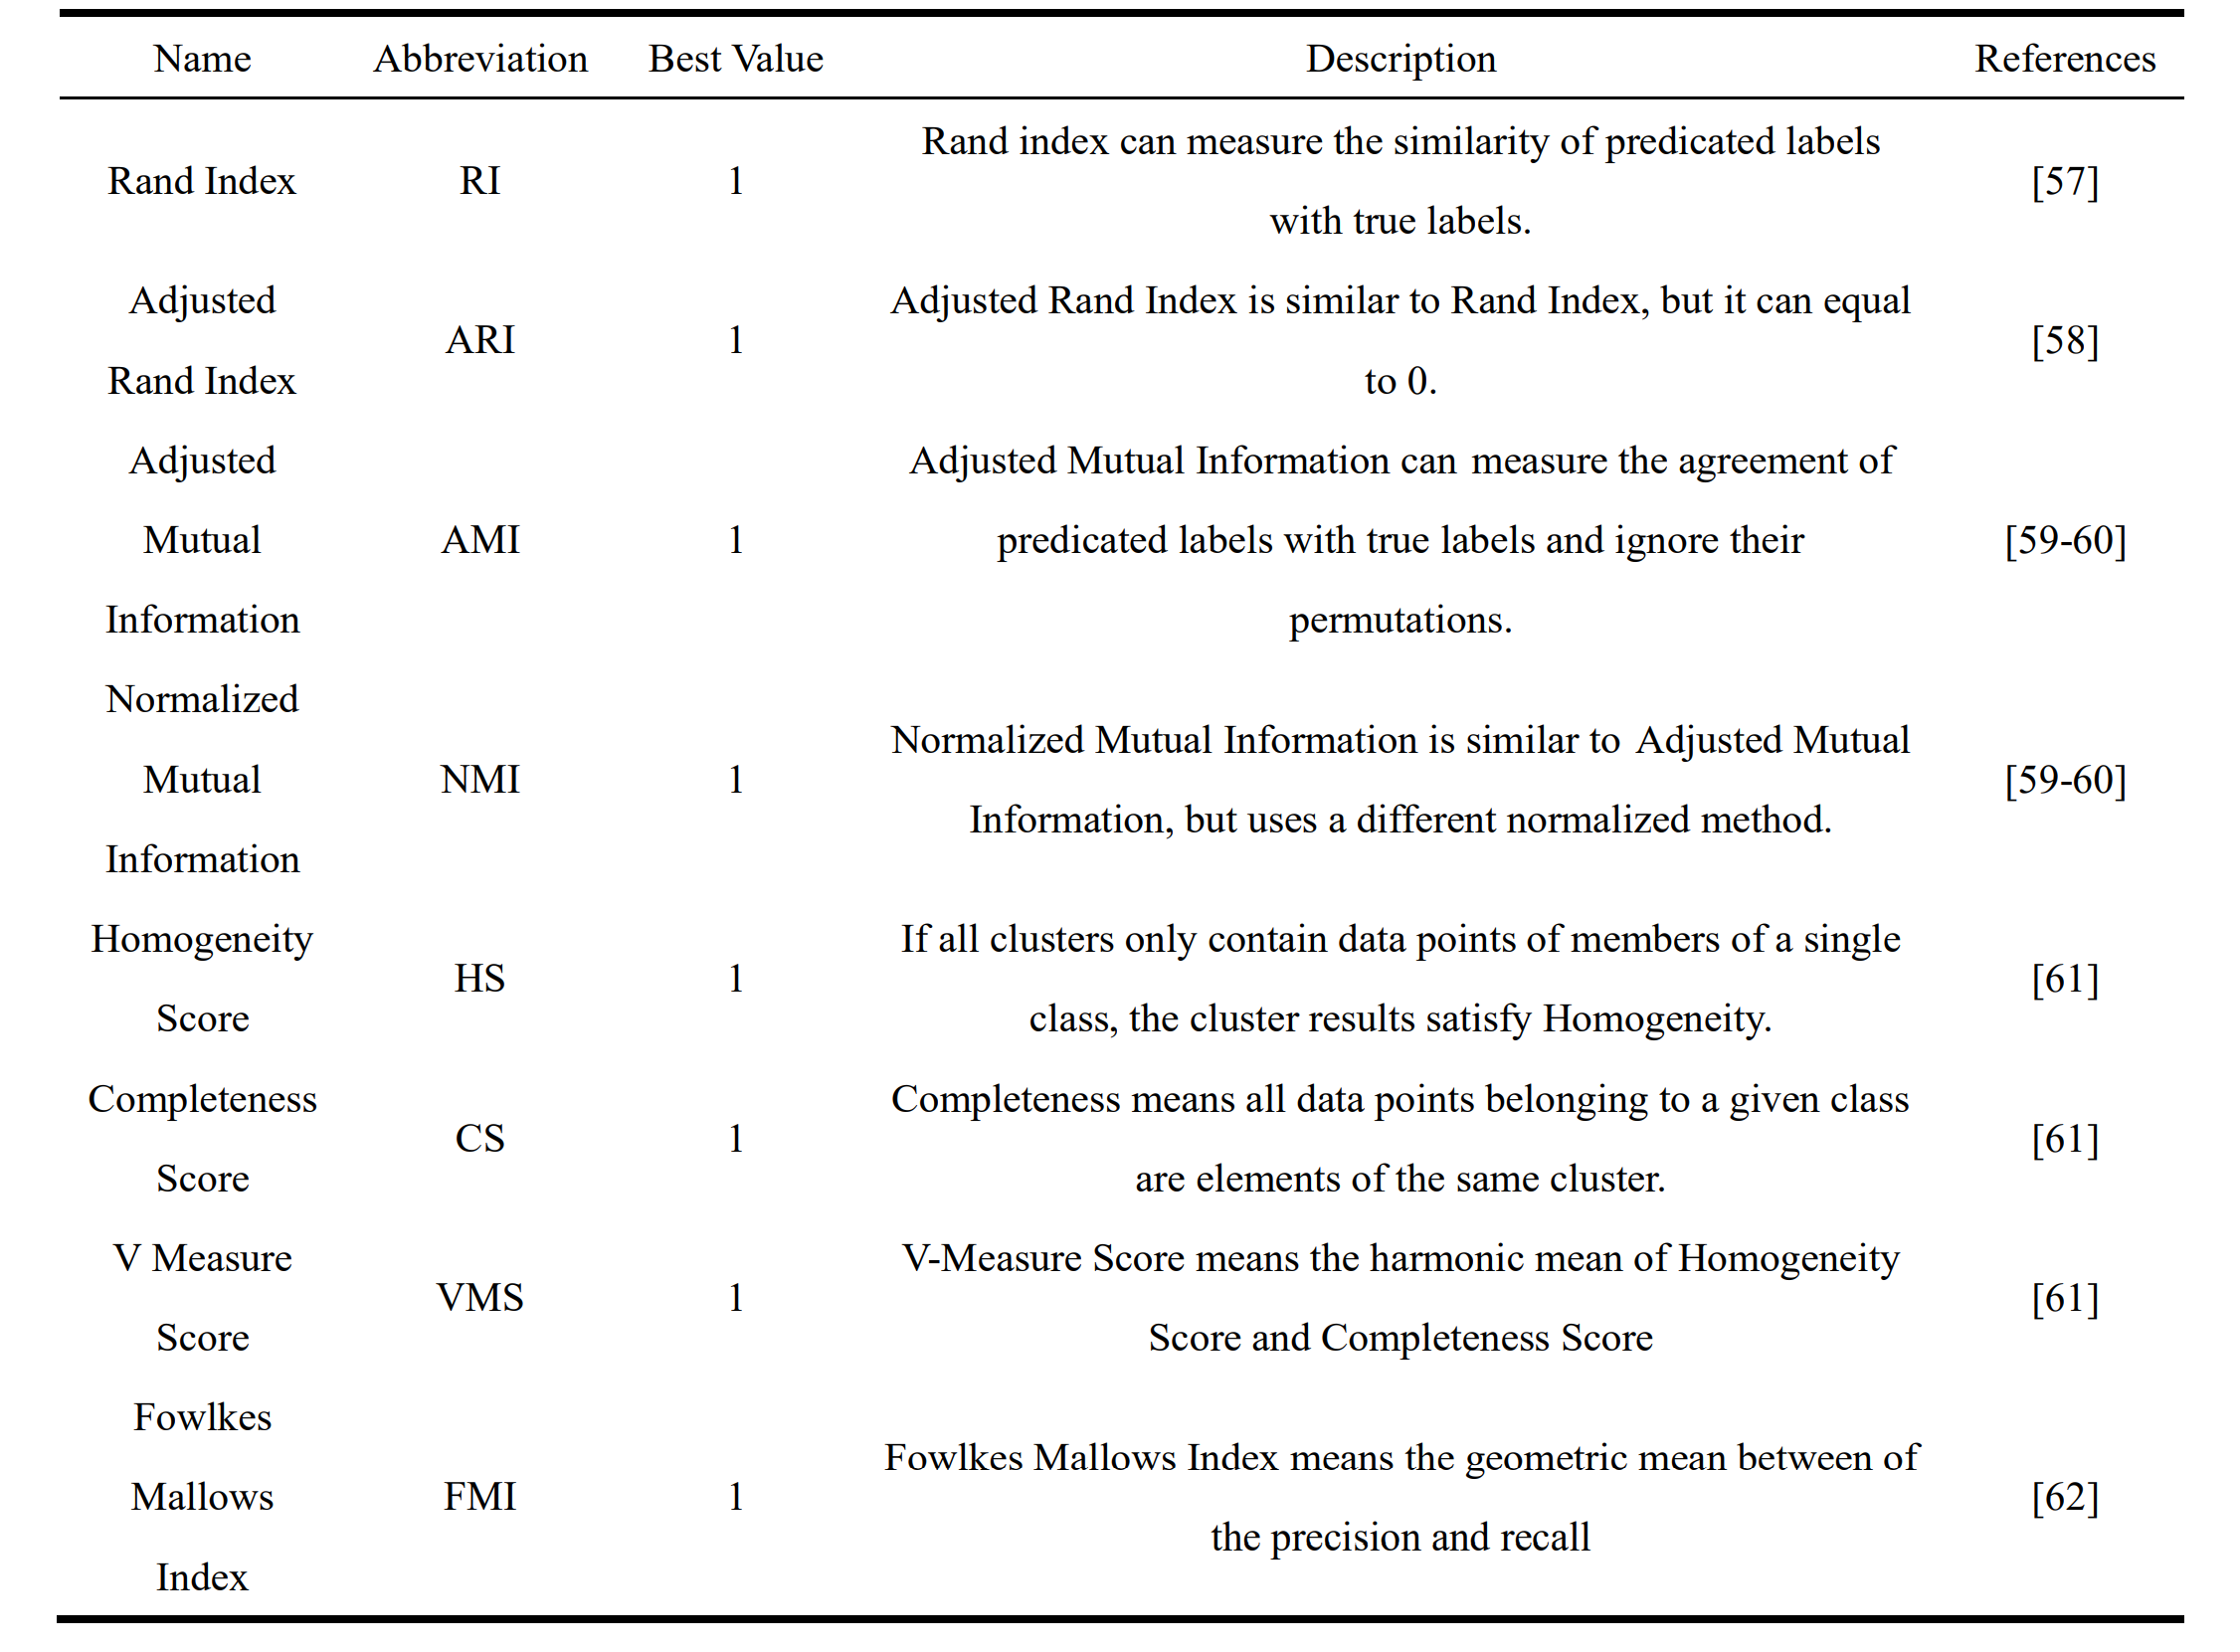 Name Abbreviation Best Value Description References
Rand Index RI 1 Rand index can measure the similarity of predicated labels
with true labels. [57]
Adjusted
Rand Index ARI 1 Adjusted Rand Index is similar to Rand Index, but it can equal
to 0. [58]
Adjusted
Mutual
Information AMI 1 Adjusted Mutual Information can measure the agreement of
predicated labels with true labels and ignore their
permutations. [59-60]
Normalized
Mutual
Information NMI 1 Normalized Mutual Information is similar to Adjusted Mutual
Information, but uses a different normalized method. [59-60]
Homogeneity
Score HS 1 If all clusters only contain data points of members of a single
class, the cluster results satisfy Homogeneity. [61]
Completeness
Score CS 1 Completeness means all data points belonging to a given class
are elements of the same cluster. [61]
V Measure
Score VMS 1 V-Measure Score means the harmonic mean of Homogeneity
Score and Completeness Score [61]
Fowlkes
Mallows
Index FMI 1 Fowlkes Mallows Index means the geometric mean between of
the precision and recall [62]